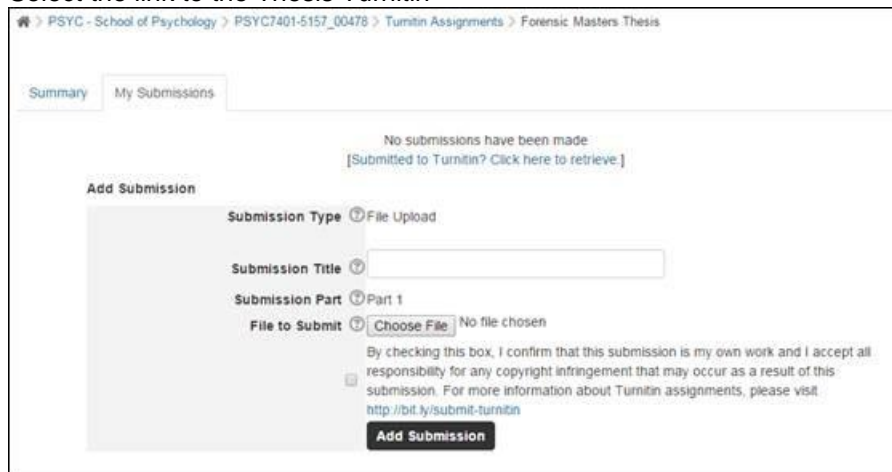 Select the link to the Thesis Turnitin
> PSYC - School of Psychology > PSYC7401-5157_00478 > Turnitin Assignments > Forensic Masters Thesis
Summary My Submissions
No submissions have been made
[Submitted to Turnitin? Click here to retrieve.]
Add Submission
Submission Type ? File Upload
Submission Title ?
Submission Part ? Part 1
File to Submit ? Choose File No file chosen
By checking this box, I confirm that this submission is my own work and I accept all
responsibility for any copyright infringement that may occur as a result of this
submission. For more information about Turnitin assignments, please visit
http://bit.ly/submit-turnitin
Add Submission